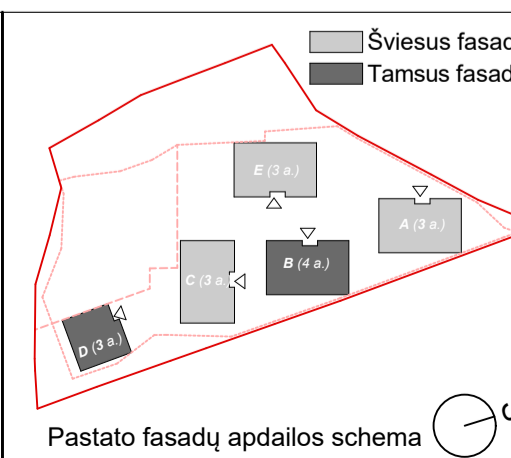 Šviesus fasad
Tamsus fasad
E (3 a.)
A (3 a.)
B (4 a.)
C (3 a.)
D (3 a.)
Pastato fasadų apdailos schema